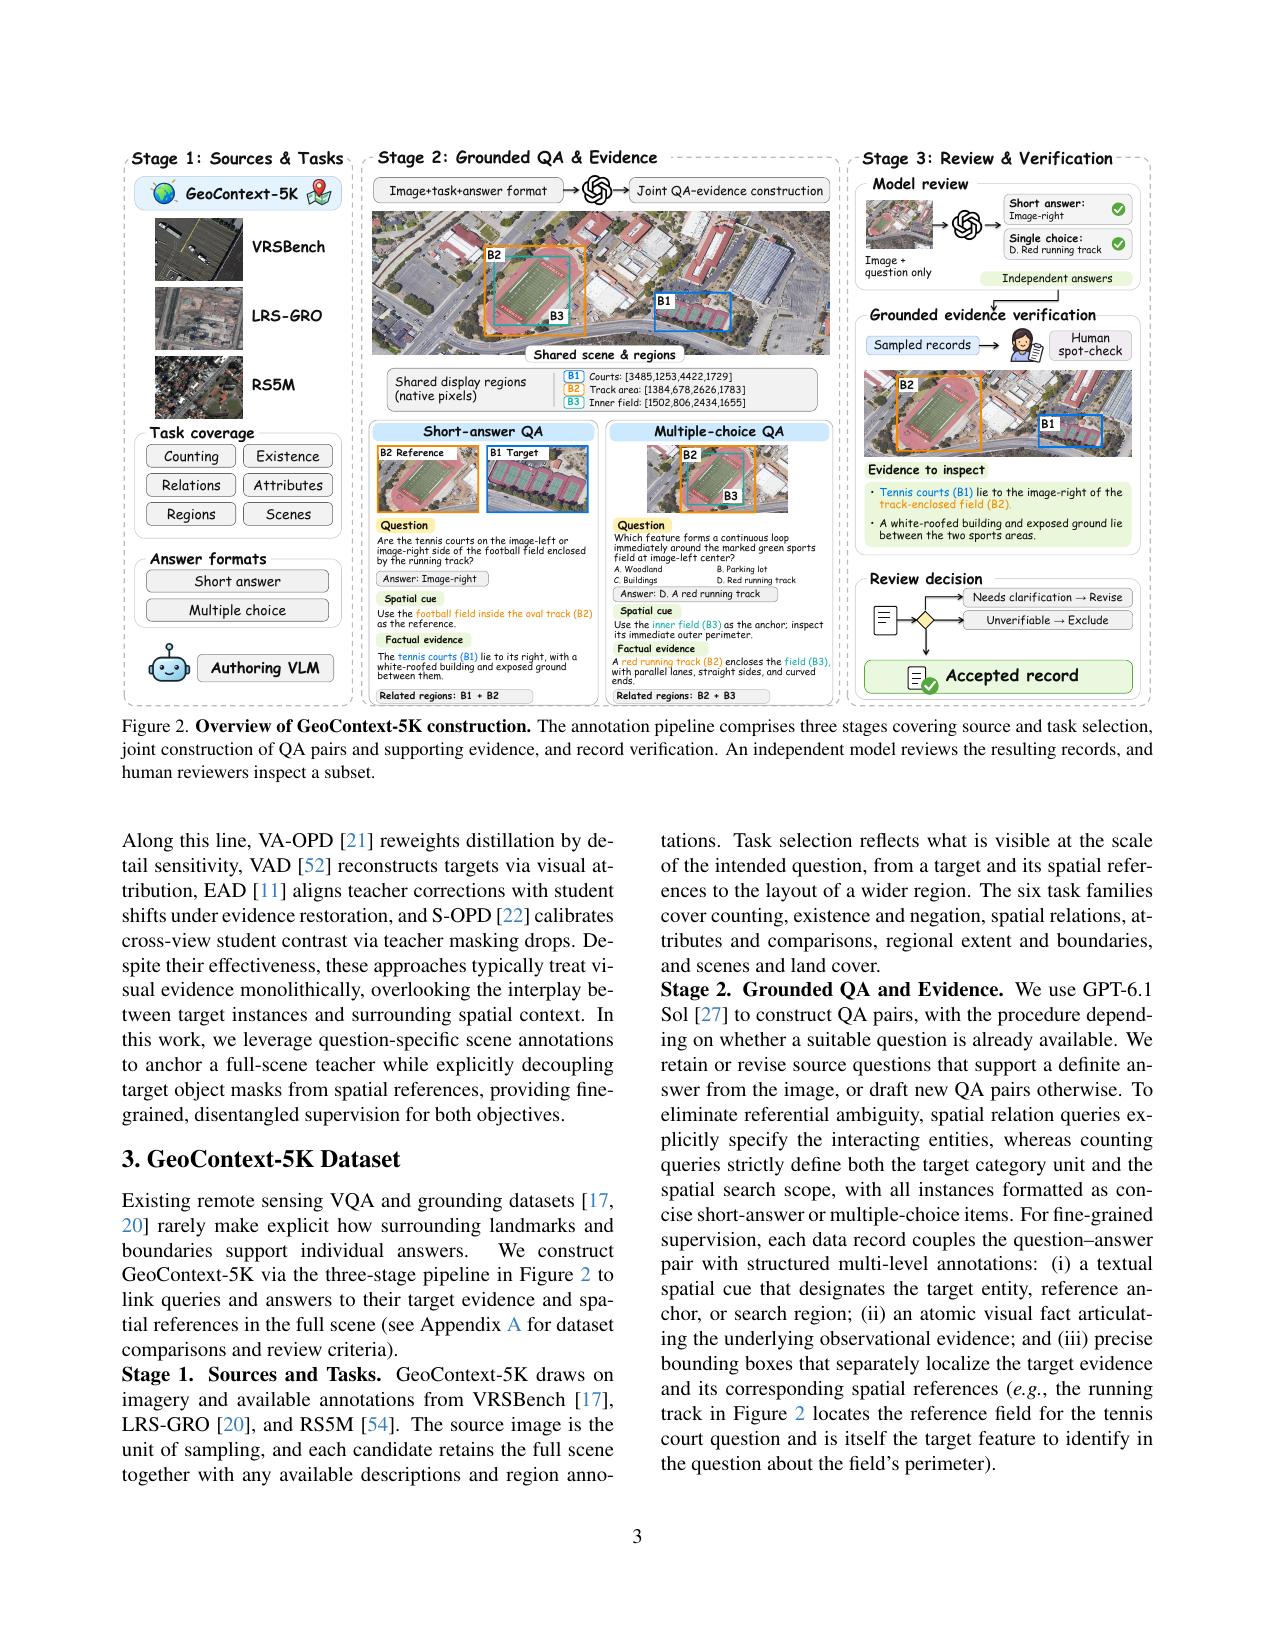 Stage 1: Sources & Tasks
GeoContext-5K
VRSBench
LRS-GRO
RS5M
Task coverage
Counting
Existence
Relations
Attributes
Regions
Scenes
Answer formats
Short answer
Multiple choice
Authoring VLM
Stage 2: Grounded QA & Evidence
Image+task+answer format
Joint QA–evidence construction
B2
B3
B1
Shared scene & regions
Shared display regions
(native pixels)
B1 Courts: [3485,1253,4422,1729]
B2 Track area: [1384,678,2626,1783]
B3 Inner field: [1502,806,2434,1655]
Short-answer QA
B2 Reference
B1 Target
Question
Are the tennis courts on the image-left or
image-right side of the football field enclosed
by the running track?
Answer: Image-right
Spatial cue
Use the football field inside the oval track (B2)
as the reference.
Factual evidence
The tennis courts (B1) lie to its right, with a
white-roofed building and exposed ground
between them.
Related regions: B1 + B2
Multiple-choice QA
B2
B3
Question
Which feature forms a continuous loop
immediately around the marked green sports
field at image-left center?
A. Woodland B. Parking lot
C. Buildings D. Red running track
Answer: D. A red running track
Spatial cue
Use the inner field (B3) as the anchor; inspect
its immediate outer perimeter.
Factual evidence
A red running track (B2) encloses the field (B3),
with parallel lanes, straight sides, and curved
ends.
Related regions: B2 + B3
Stage 3: Review & Verification
Model review
Image +
question only
Short answer:
Image-right
Single choice:
D. Red running track
Independent answers
Grounded evidence verification
Sampled records
Human
spot-check
B2
B1
Evidence to inspect
• Tennis courts (B1) lie to the image-right of the
track-enclosed field (B2).
• A white-roofed building and exposed ground lie
between the two sports areas.
Review decision
Needs clarification → Revise
Unverifiable → Exclude
Accepted record
Figure 2. Overview of GeoContext-5K construction. The annotation pipeline comprises three stages covering source and task selection,
joint construction of QA pairs and supporting evidence, and record verification. An independent model reviews the resulting records, and
human reviewers inspect a subset.
Along this line, VA-OPD [21] reweights distillation by de-
tail sensitivity, VAD [52] reconstructs targets via visual at-
tribution, EAD [11] aligns teacher corrections with student
shifts under evidence restoration, and S-OPD [22] calibrates
cross-view student contrast via teacher masking drops. De-
spite their effectiveness, these approaches typically treat vi-
sual evidence monolithically, overlooking the interplay be-
tween target instances and surrounding spatial context. In
this work, we leverage question-specific scene annotations
to anchor a full-scene teacher while explicitly decoupling
target object masks from spatial references, providing fine-
grained, disentangled supervision for both objectives.
3. GeoContext-5K Dataset
Existing remote sensing VQA and grounding datasets [17,
20] rarely make explicit how surrounding landmarks and
boundaries support individual answers. We construct
GeoContext-5K via the three-stage pipeline in Figure 2 to
link queries and answers to their target evidence and spa-
tial references in the full scene (see Appendix A for dataset
comparisons and review criteria).
Stage 1. Sources and Tasks. GeoContext-5K draws on
imagery and available annotations from VRSBench [17],
LRS-GRO [20], and RS5M [54]. The source image is the
unit of sampling, and each candidate retains the full scene
together with any available descriptions and region anno-
tations. Task selection reflects what is visible at the scale
of the intended question, from a target and its spatial refer-
ences to the layout of a wider region. The six task families
cover counting, existence and negation, spatial relations, at-
tributes and comparisons, regional extent and boundaries,
and scenes and land cover.
Stage 2. Grounded QA and Evidence. We use GPT-6.1
Sol [27] to construct QA pairs, with the procedure depend-
ing on whether a suitable question is already available. We
retain or revise source questions that support a definite an-
swer from the image, or draft new QA pairs otherwise. To
eliminate referential ambiguity, spatial relation queries ex-
plicitly specify the interacting entities, whereas counting
queries strictly define both the target category unit and the
spatial search scope, with all instances formatted as con-
cise short-answer or multiple-choice items. For fine-grained
supervision, each data record couples the question–answer
pair with structured multi-level annotations: (i) a textual
spatial cue that designates the target entity, reference an-
chor, or search region; (ii) an atomic visual fact articulat-
ing the underlying observational evidence; and (iii) precise
bounding boxes that separately localize the target evidence
and its corresponding spatial references (e.g., the running
track in Figure 2 locates the reference field for the tennis
court question and is itself the target feature to identify in
the question about the field's perimeter).
3